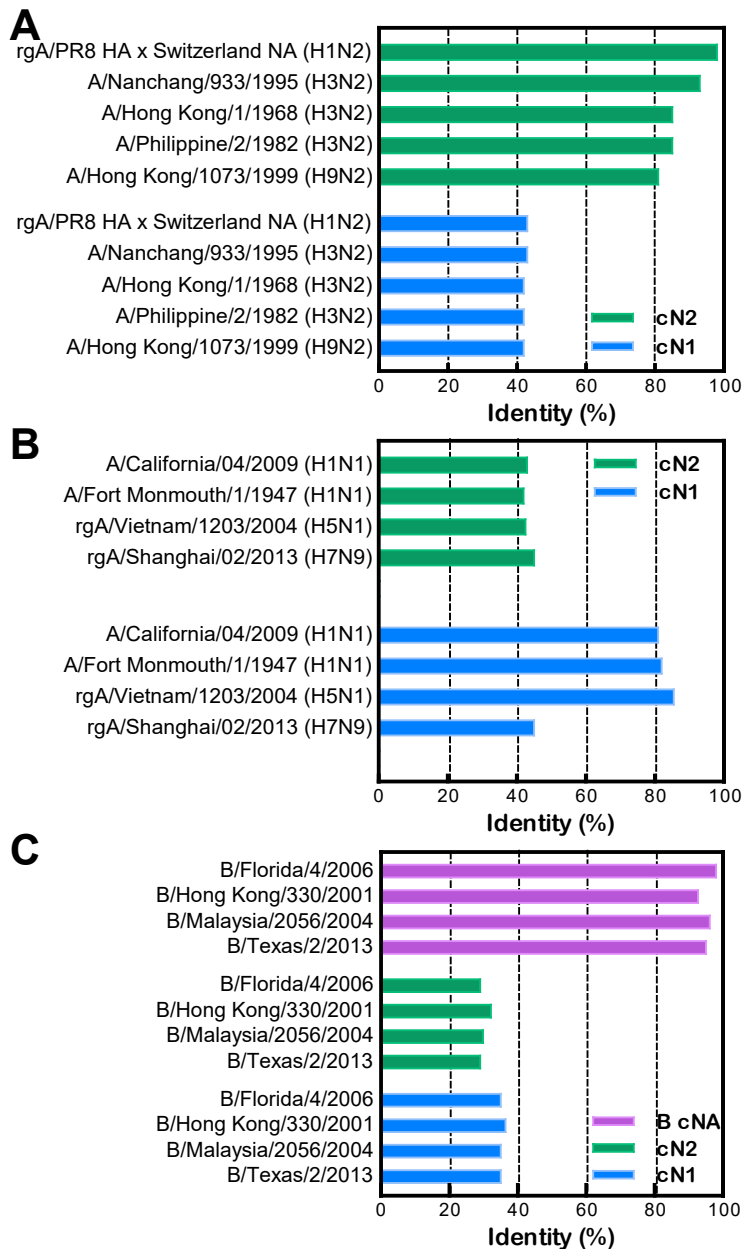 A
rgA/PR8 HA x Switzerland NA (H1N2)
A/Nanchang/933/1995 (H3N2)
A/Hong Kong/1/1968 (H3N2)
A/Philippine/2/1982 (H3N2)
A/Hong Kong/1073/1999 (H9N2)
rgA/PR8 HA x Switzerland NA (H1N2)
A/Nanchang/933/1995 (H3N2)
A/Hong Kong/1/1968 (H3N2)
A/Philippine/2/1982 (H3N2)
A/Hong Kong/1073/1999 (H9N2)
cN2
cN1
0 20 40 60 80 100
Identity (%)
B
A/California/04/2009 (H1N1)
A/Fort Monmouth/1/1947 (H1N1)
rgA/Vietnam/1203/2004 (H5N1)
rgA/Shanghai/02/2013 (H7N9)
cN2
cN1
A/California/04/2009 (H1N1)
A/Fort Monmouth/1/1947 (H1N1)
rgA/Vietnam/1203/2004 (H5N1)
rgA/Shanghai/02/2013 (H7N9)
0 20 40 60 80 100
Identity (%)
C
B/Florida/4/2006
B/Hong Kong/330/2001
B/Malaysia/2056/2004
B/Texas/2/2013
B/Florida/4/2006
B/Hong Kong/330/2001
B/Malaysia/2056/2004
B/Texas/2/2013
B/Florida/4/2006
B/Hong Kong/330/2001
B/Malaysia/2056/2004
B/Texas/2/2013
B cNA
cN2
cN1
0 20 40 60 80 100
Identity (%)